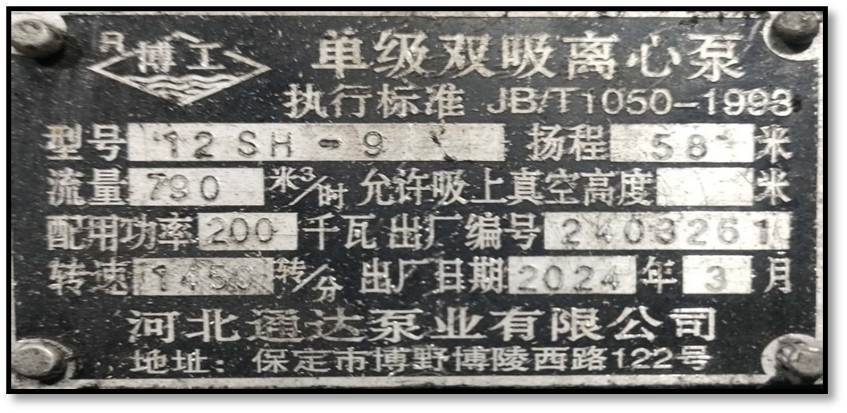 R 博工
单级双吸离心泵
执行标准 JB/T1050-1993
型号 12SH-9 扬程 58 米
流量 790 米³/时 允许吸上真空高度 米
配用功率 200 千瓦 出厂编号 24032616
转速 1450 转/分 出厂日期 2024 年 3 月
河北通达泵业有限公司
地址：保定市博野博陵西路122号